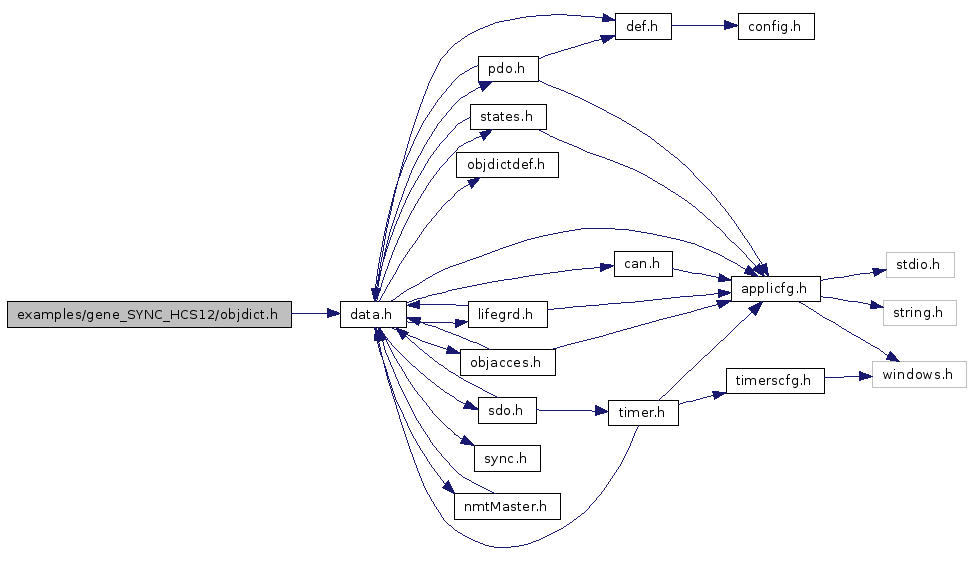 def.h
config.h
pdo.h
states.h
objdictdef.h
can.h
stdio.h
applicfg.h
examples/gene_SYNC_HCS12/objdict.h
data.h
lifegrd.h
string.h
objacces.h
windows.h
timerscfg.h
sdo.h
timer.h
sync.h
nmtMaster.h